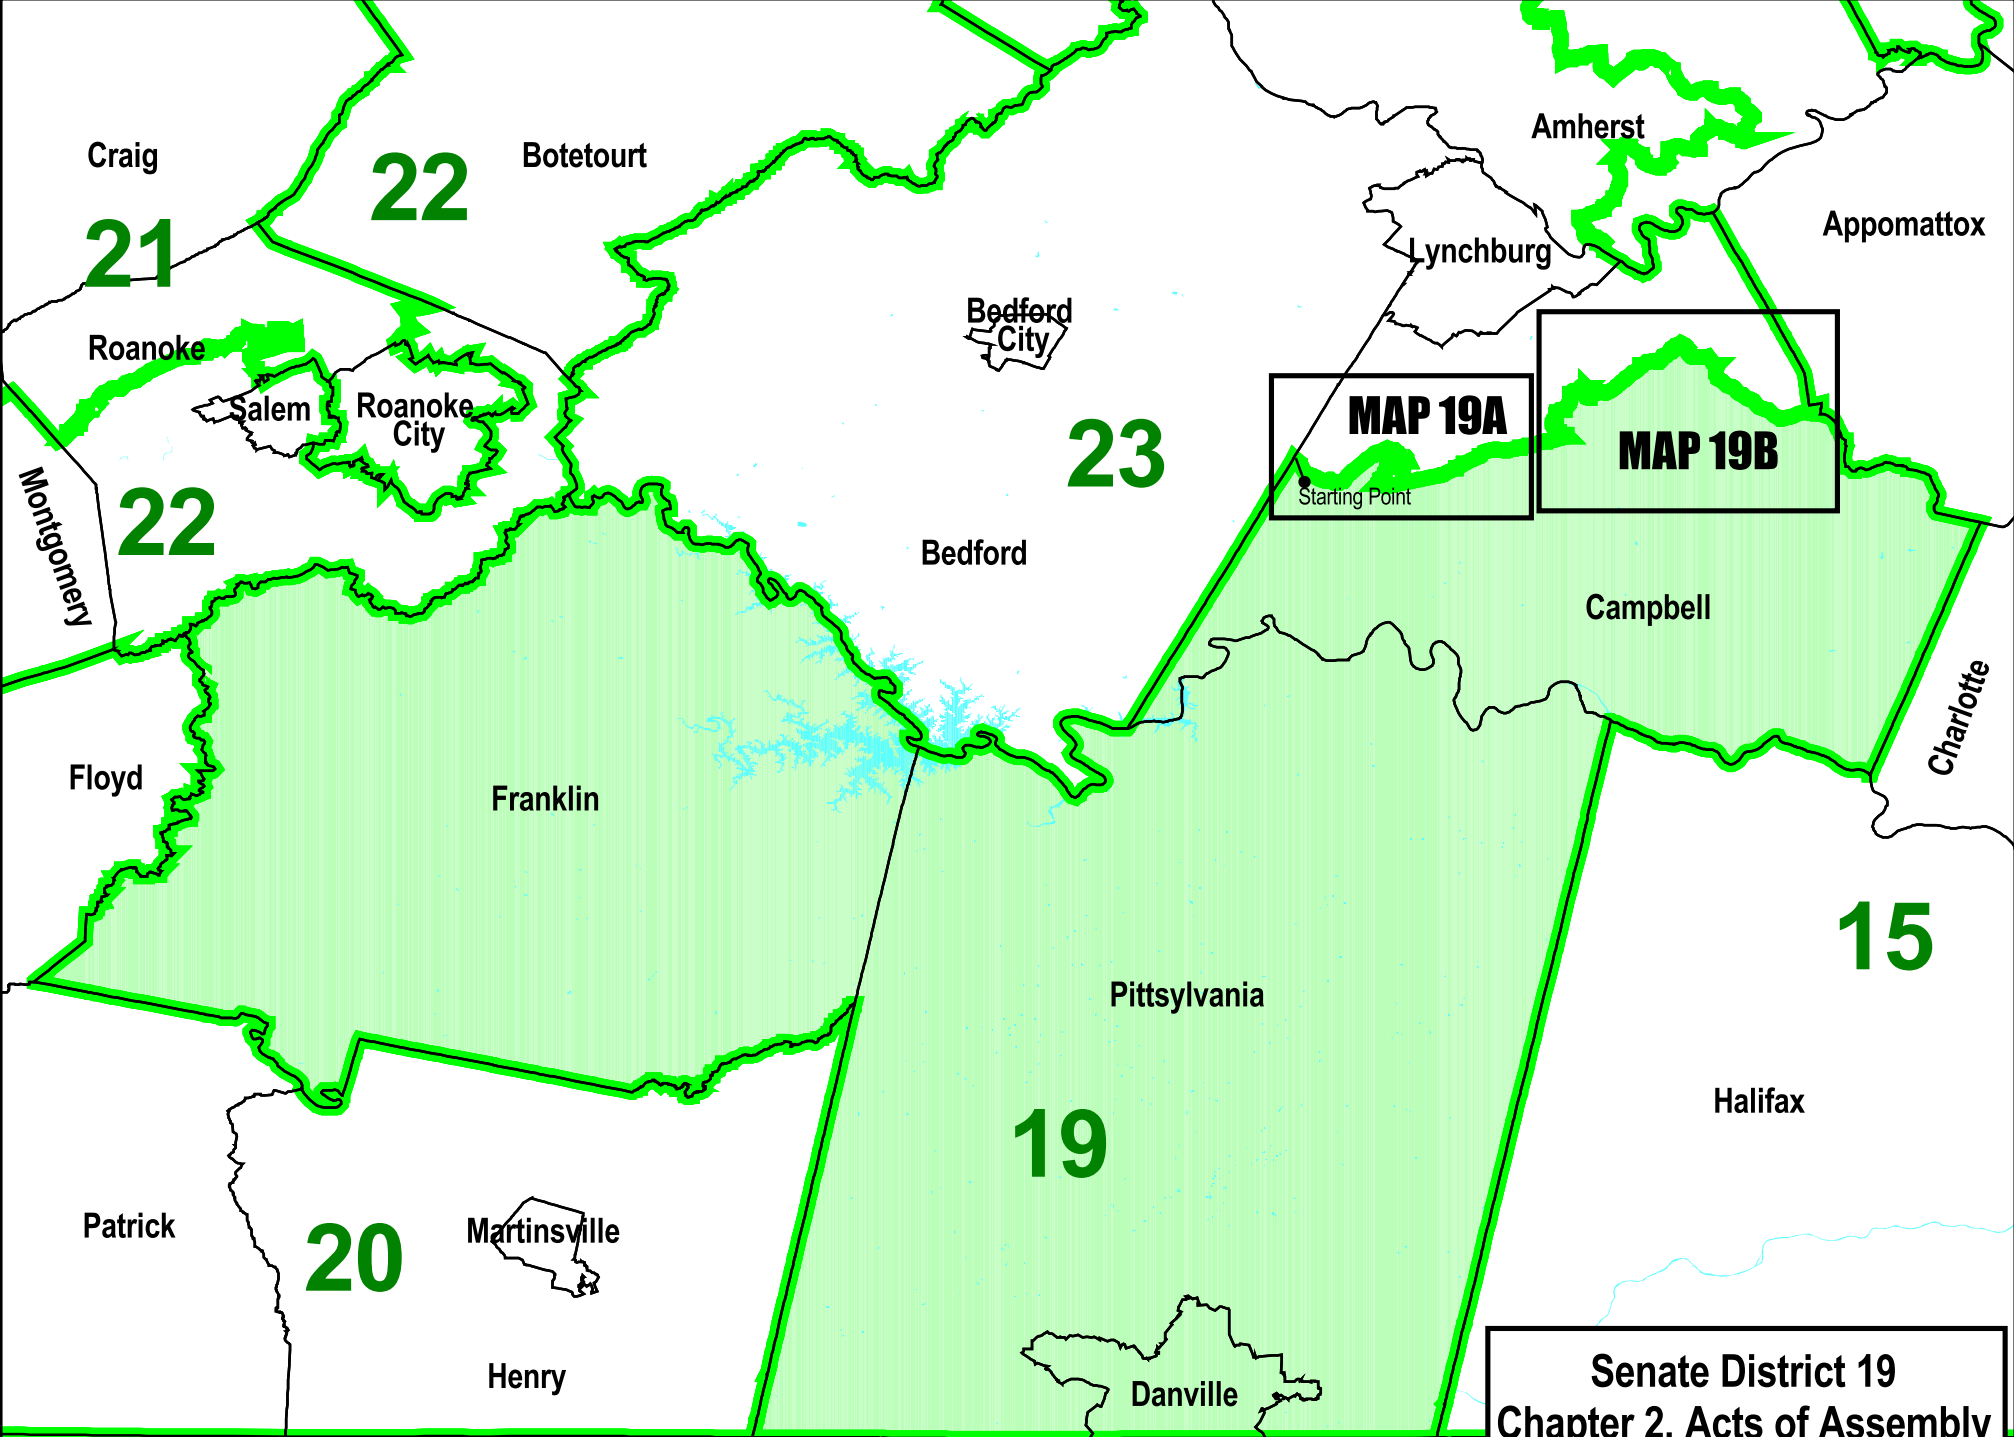 Craig
22
Botetourt
Amherst
21
Appomattox
Lynchburg
Roanoke
Bedford
City
Salem
Roanoke
City
23
MAP 19A
MAP 19B
Starting Point
Montgomery
22
Bedford
Campbell
Charlotte
Floyd
Franklin
15
Pittsylvania
19
Halifax
Patrick
20
Martinsville
Henry
Danville
Senate District 19
Chapter 2, Acts of Assembly